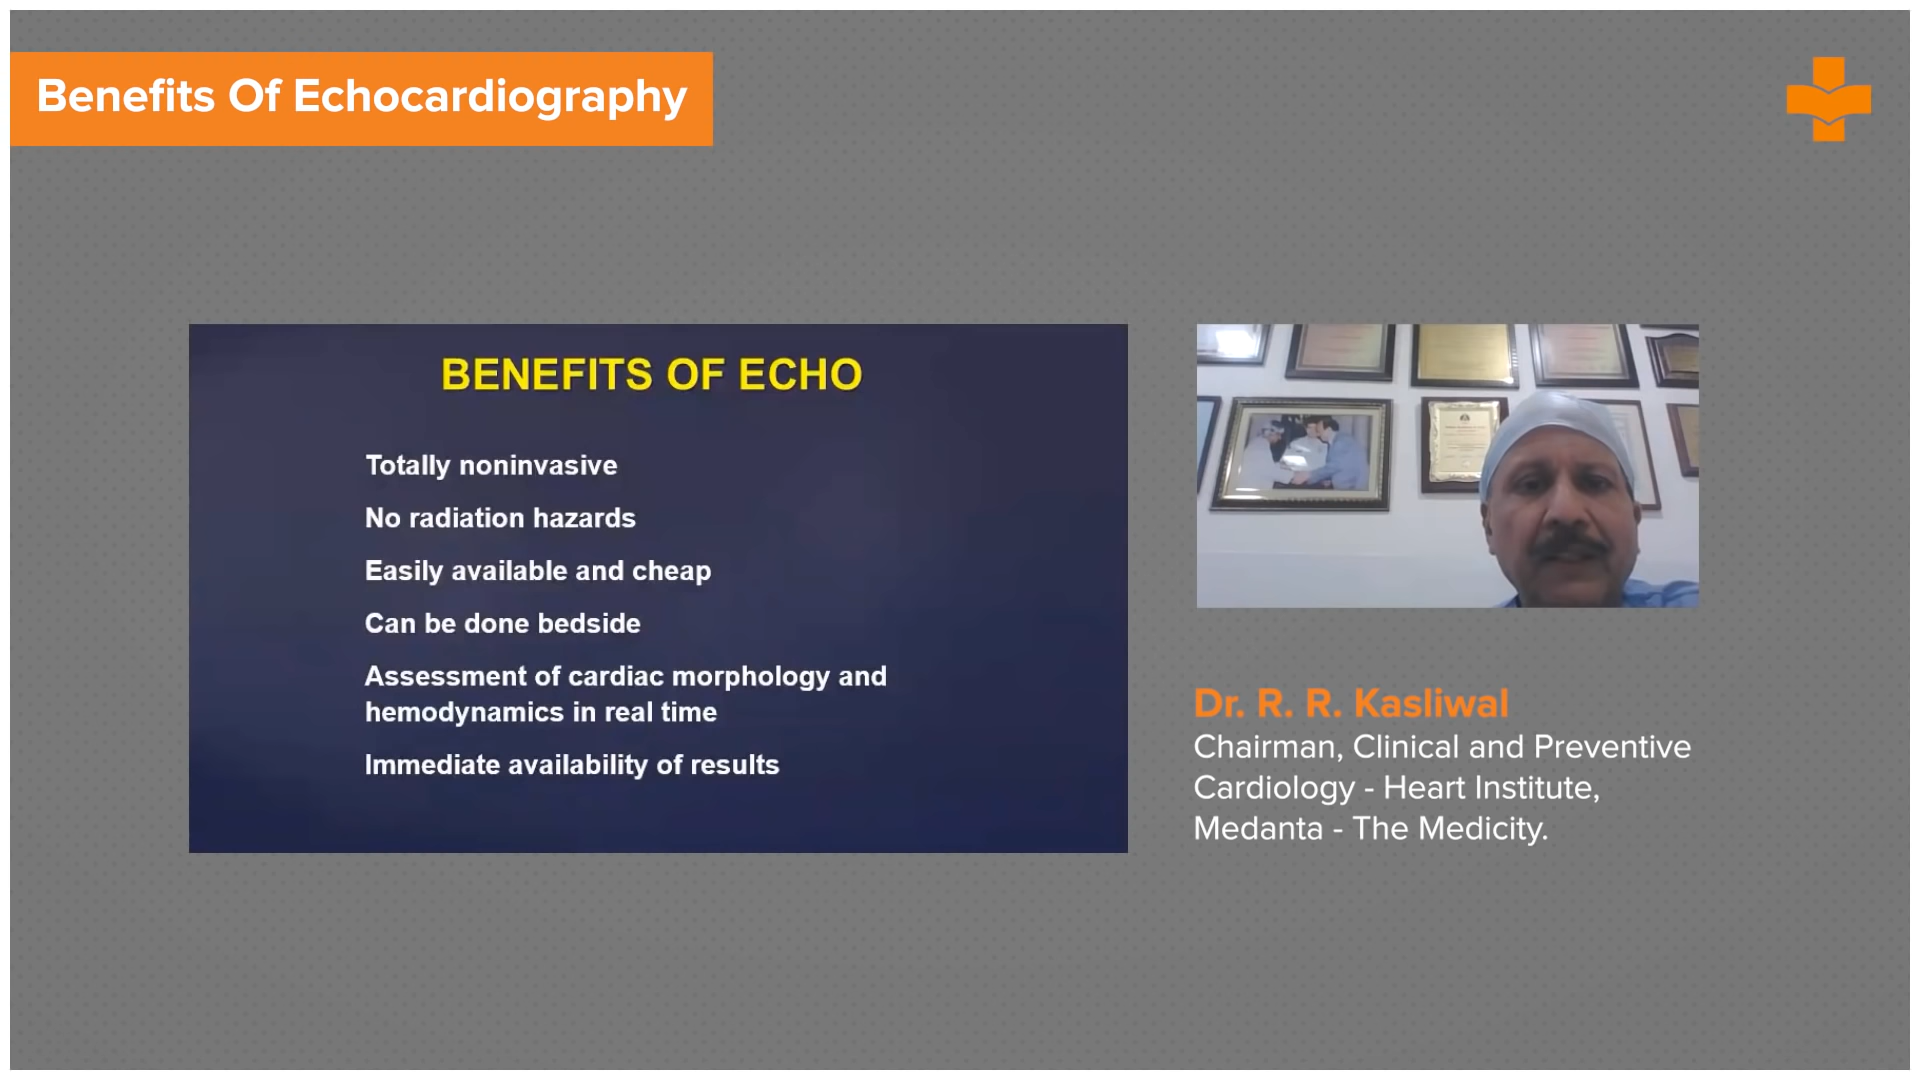 Benefits Of Echocardiography
BENEFITS OF ECHO
Totally noninvasive
No radiation hazards
Easily available and cheap
Can be done bedside
Assessment of cardiac morphology and
hemodynamics in real time
Immediate availability of results
Dr. R. R. Kasliwal
Chairman, Clinical and Preventive
Cardiology - Heart Institute,
Medanta - The Medicity.